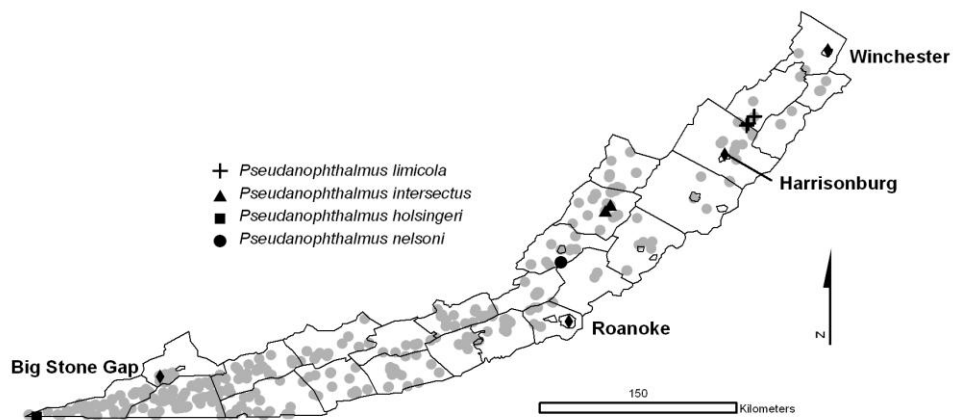 Winchester
Pseudanophthalmus limicola
Pseudanophthalmus intersectus
Pseudanophthalmus holsingeri
Pseudanophthalmus nelsoni
Harrisonburg
Roanoke
Big Stone Gap
N
150
Kilometers